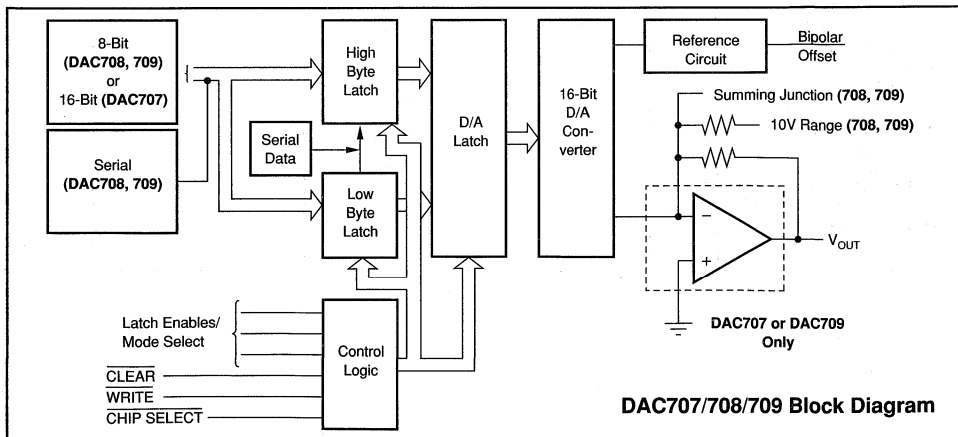 8-Bit
(DAC708, 709)
or
16-Bit (DAC707)
Serial
(DAC708, 709)
High
Byte
Latch
Serial
Data
Low
Byte
Latch
D/A
Latch
16-Bit
D/A
Con-
verter
Reference
Circuit
Bipolar
Offset
Summing Junction (708, 709)
10V Range (708, 709)
−
+
VOUT
DAC707 or DAC709
Only
Latch Enables/
Mode Select
CLEAR
WRITE
CHIP SELECT
Control
Logic
DAC707/708/709 Block Diagram